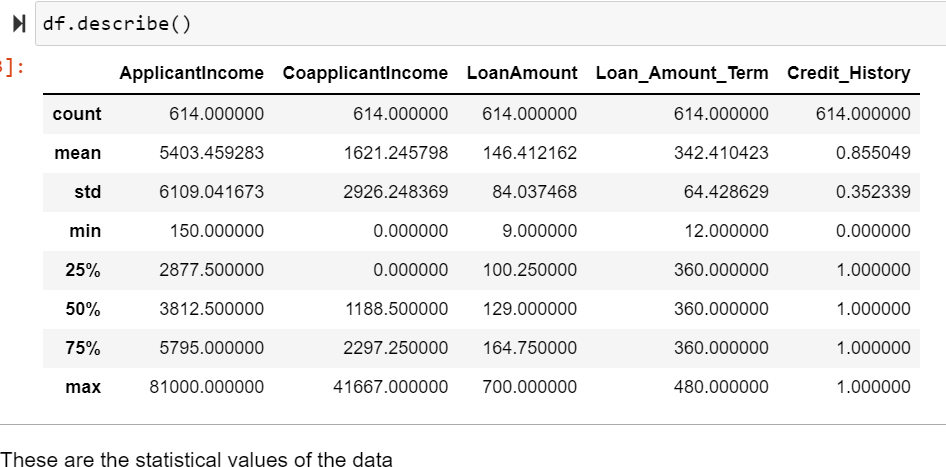 df.describe()
]:
ApplicantIncome CoapplicantIncome LoanAmount Loan_Amount_Term Credit_History
count 614.000000 614.000000 614.000000 614.000000 614.000000
mean 5403.459283 1621.245798 146.412162 342.410423 0.855049
std 6109.041673 2926.248369 84.037468 64.428629 0.352339
min 150.000000 0.000000 9.000000 12.000000 0.000000
25% 2877.500000 0.000000 100.250000 360.000000 1.000000
50% 3812.500000 1188.500000 129.000000 360.000000 1.000000
75% 5795.000000 2297.250000 164.750000 360.000000 1.000000
max 81000.000000 41667.000000 700.000000 480.000000 1.000000
These are the statistical values of the data